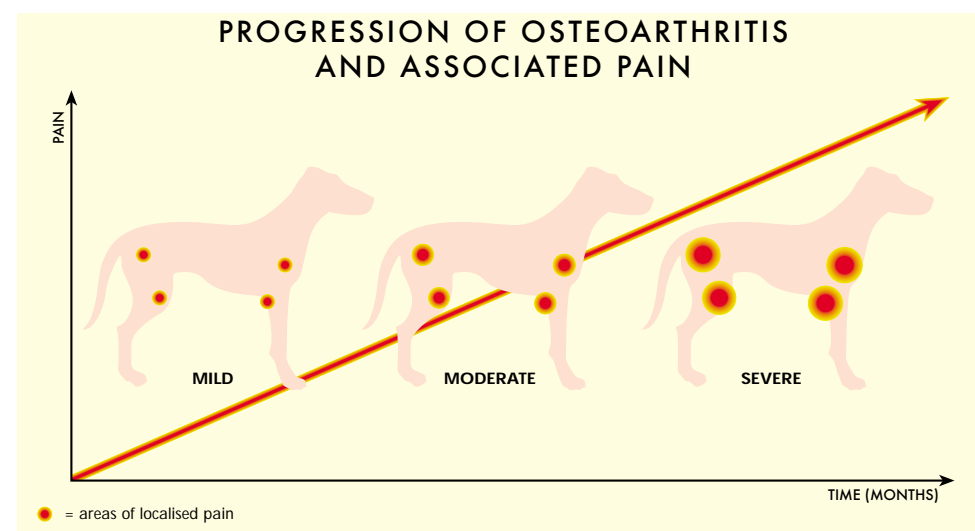 PROGRESSION OF OSTEOARTHRITIS
AND ASSOCIATED PAIN
PAIN
MILD
MODERATE
SEVERE
TIME (MONTHS)
= areas of localised pain